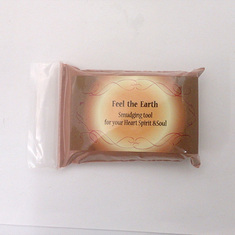 Feel the Earth
Smudging tool
for your Heart Spirit &Soul